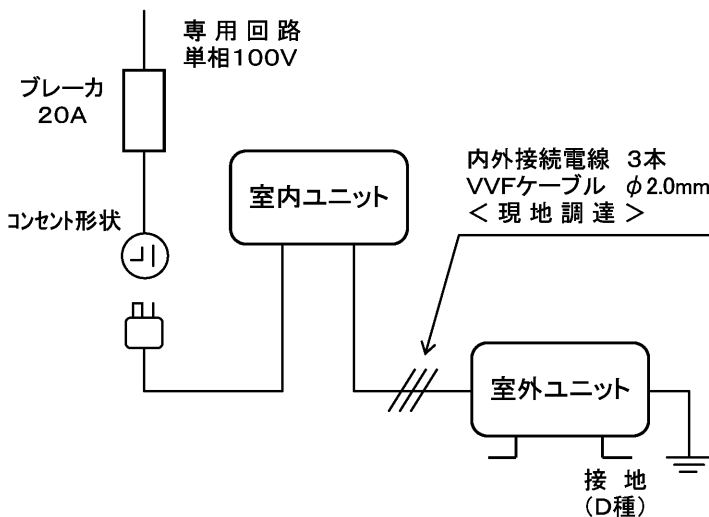 専用回路
単相100V
ブレーカ
20A
コンセント形状
室内ユニット
内外接続電線 3本
VVFケーブル φ2.0mm
<現地調達>
室外ユニット
接地
(D種)